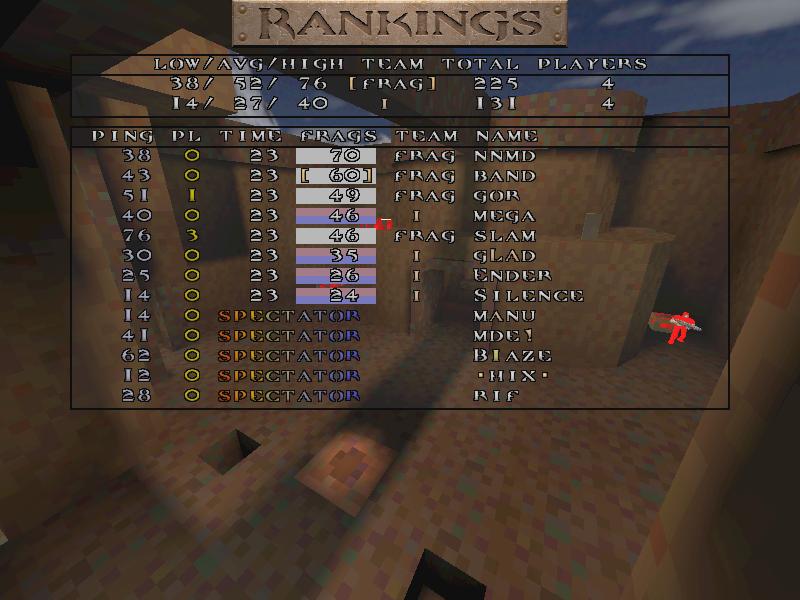 RANKINGS
LOW/AVG/HIGH TEAM TOTAL PLAYERS
38/ 52/ 76 [FRAG] 225 4
14/ 27/ 40 I 131 4
PING PL TIME FRAGS TEAM NAME
38 0 23 70 FRAG NNMD
43 0 23 [ 60] FRAG BAND
51 1 23 49 FRAG GOR
40 0 23 46 I MEGA
76 3 23 46 FRAG SLAM
30 0 23 35 I GLAD
25 0 23 26 I ENDER
14 0 23 24 I SILENCE
14 0 SPECTATOR MANU
41 0 SPECTATOR MDE!
62 0 SPECTATOR BLAZE
12 0 SPECTATOR •HIX•
28 0 SPECTATOR RIF